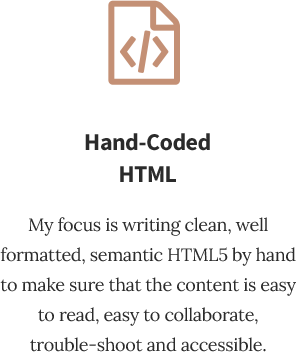 Hand-Coded
HTML
My focus is writing clean, well
formatted, semantic HTML5 by hand
to make sure that the content is easy
to read, easy to collaborate,
trouble-shoot and accessible.